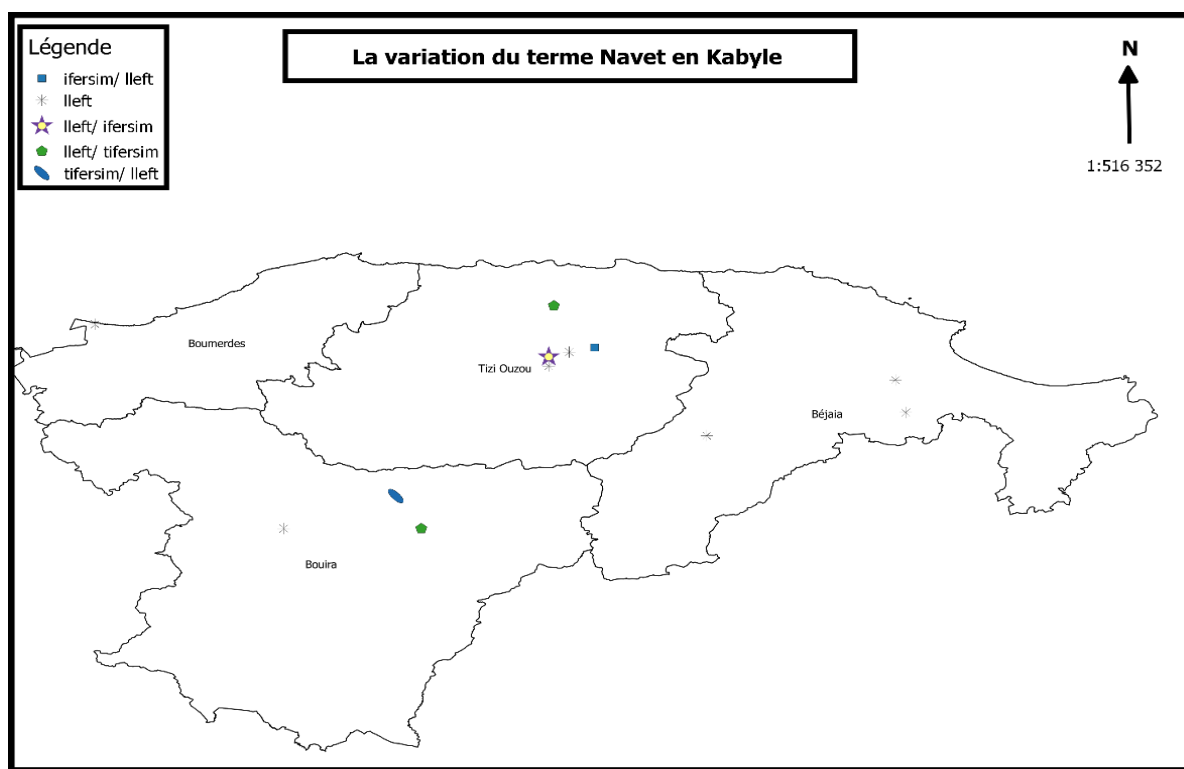 Légende
ifersim/ lleft
lleft
lleft/ ifersim
lleft/ tifersim
tifersim/ lleft
La variation du terme Navet en Kabyle
N
1:516 352
Boumerdes
Tizi Ouzou
Béjaia
Bouira